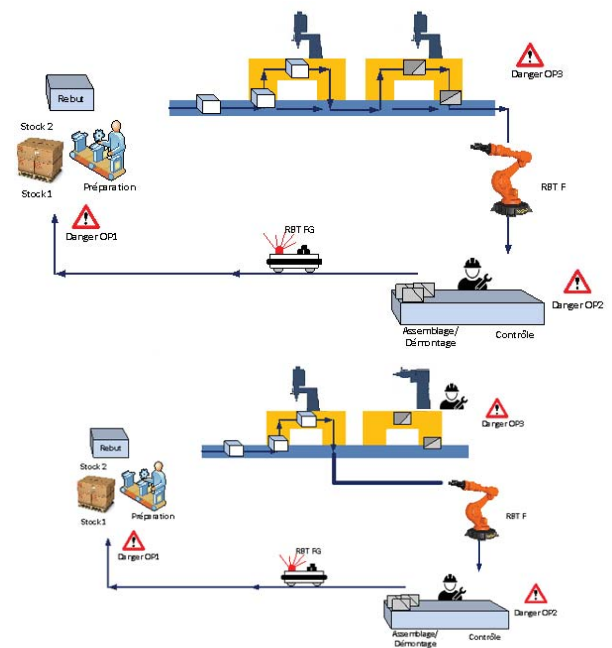 Danger OP3
Rebut
Stock 2
Préparation
Stock 1
RBT F
Danger OP1
RBT FG
Danger OP2
Assemblage/
Démontage
Contrôle
Danger OP3
Rebut
Stock 2
Stock 1
Préparation
RBT F
Danger OP1
RBT FG
Danger OP2
Assemblage/
Démontage
Contrôle